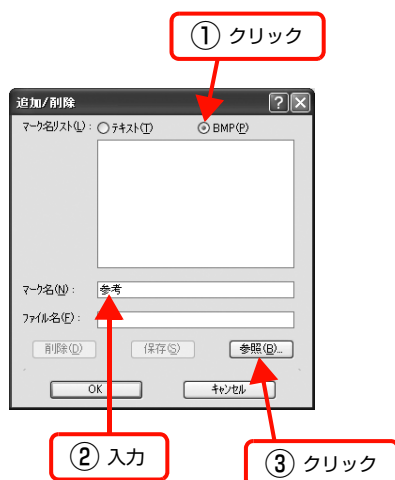 ① クリック
追加/削除
マーク名リスト(L): テキスト(T) BMP(P)
マーク名(N): 参考
ファイル名(F):
削除(D) 保存(S) 参照(B)...
OK キャンセル
② 入力
③ クリック